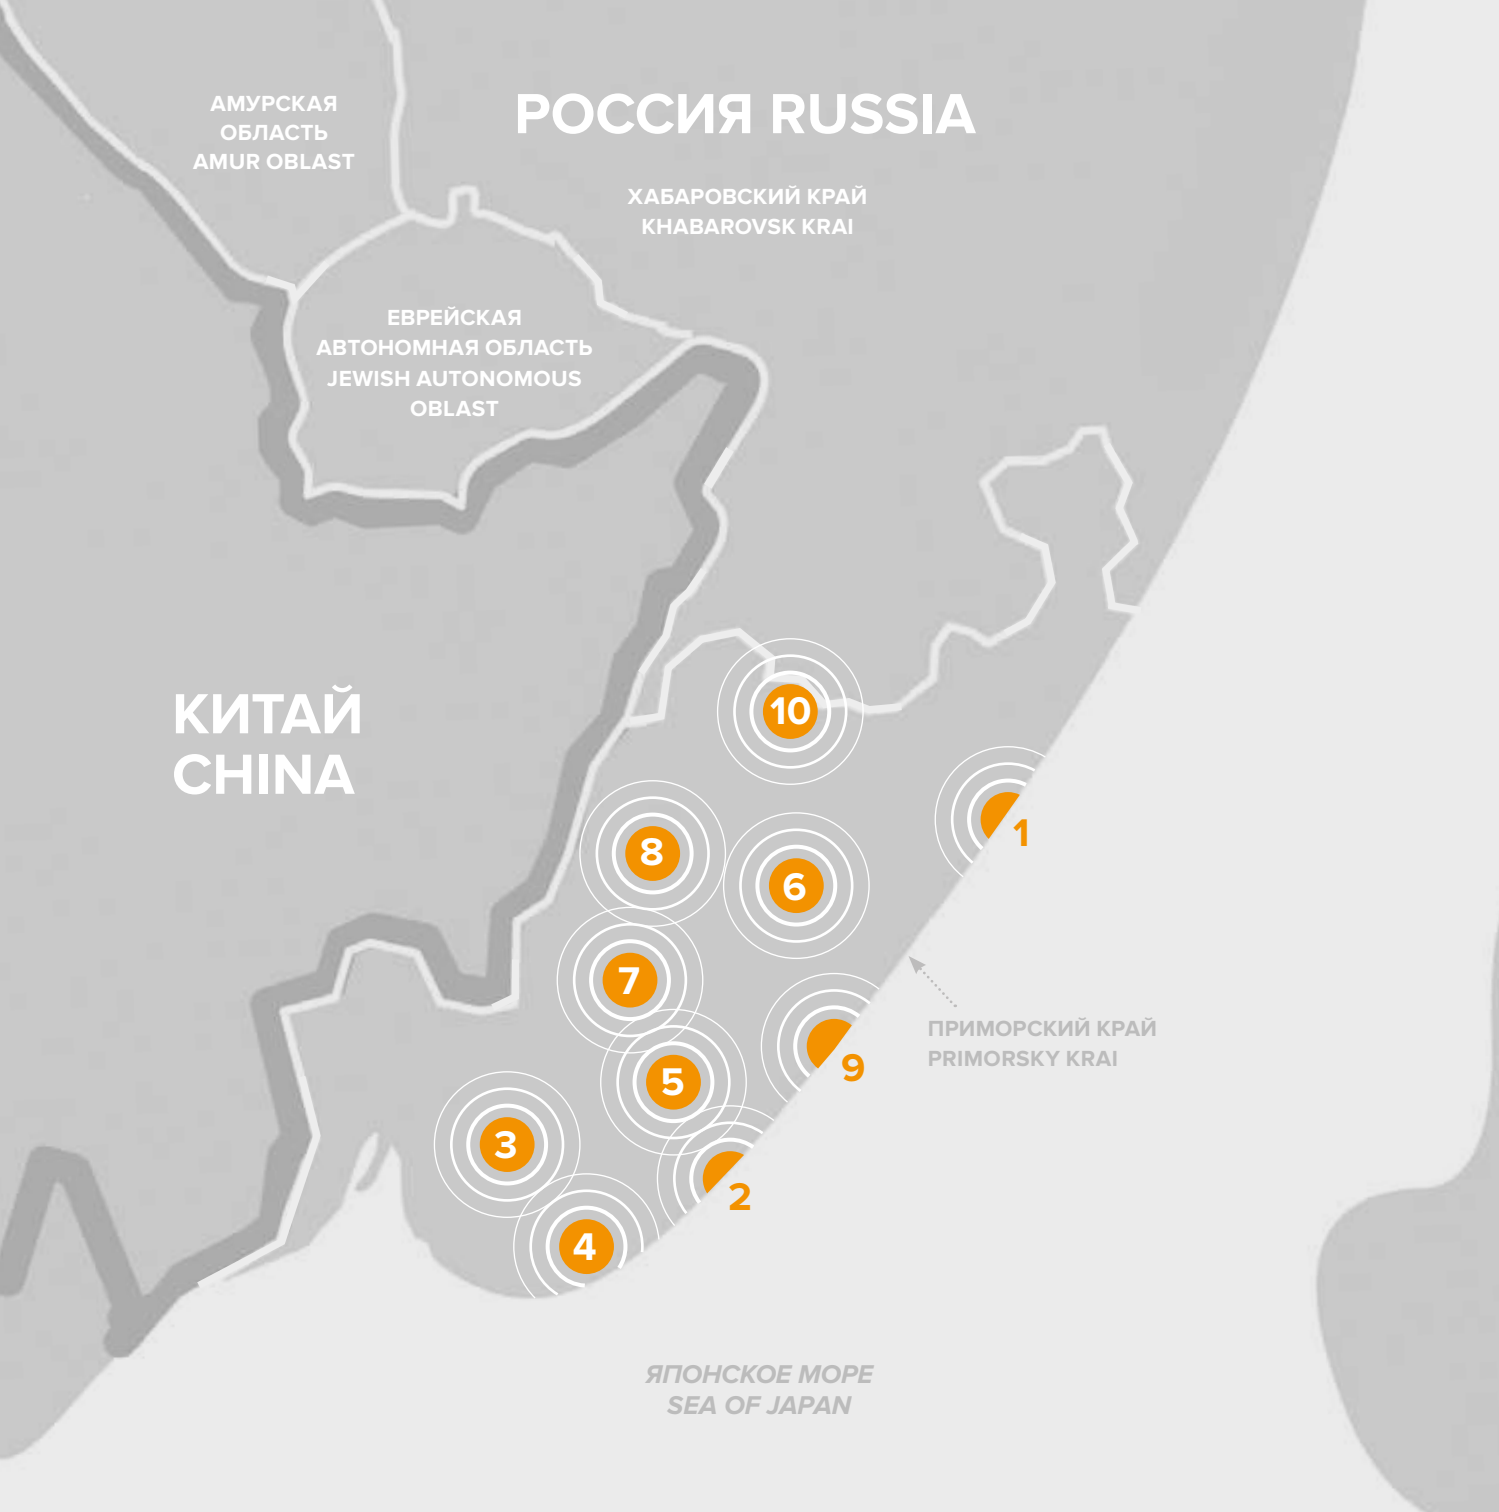 АМУРСКАЯ
ОБЛАСТЬ
AMUR OBLAST
РОССИЯ RUSSIA
ХАБАРОВСКИЙ КРАЙ
KHABAROVSK KRAI
ЕВРЕЙСКАЯ
АВТОНОМНАЯ ОБЛАСТЬ
JEWISH AUTONOMOUS
OBLAST
КИТАЙ
CHINA
10
1
8
6
7
ПРИМОРСКИЙ КРАЙ
PRIMORSKY KRAI
9
5
3
2
4
ЯПОНСКОЕ МОРЕ
SEA OF JAPAN